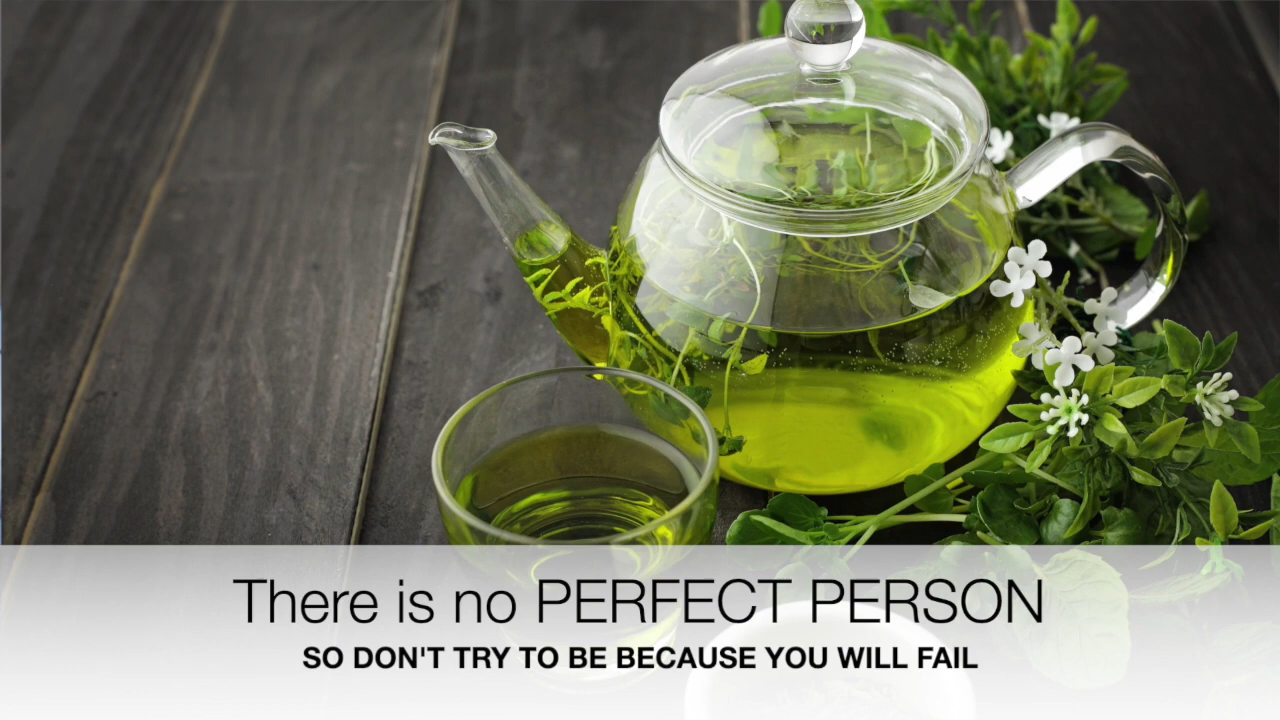 There is no PERFECT PERSON
SO DON'T TRY TO BE BECAUSE YOU WILL FAIL